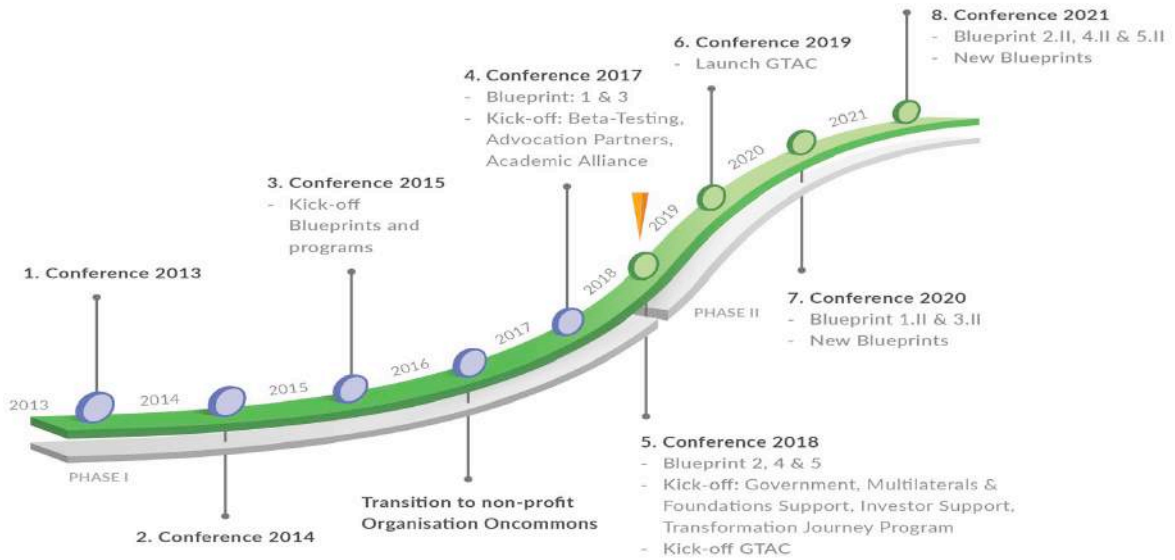 1. Conference 2013
2. Conference 2014
3. Conference 2015
- Kick-off
Blueprints and
programs
Transition to non-profit
Organisation Oncommons
4. Conference 2017
- Blueprint: 1 & 3
- Kick-off: Beta-Testing,
Advocation Partners,
Academic Alliance
5. Conference 2018
- Blueprint 2, 4 & 5
- Kick-off: Government, Multilaterals &
Foundations Support, Investor Support,
Transformation Journey Program
- Kick-off GTAC
6. Conference 2019
- Launch GTAC
7. Conference 2020
- Blueprint 1.II & 3.II
- New Blueprints
8. Conference 2021
- Blueprint 2.II, 4.II & 5.II
- New Blueprints
2013
2014
2015
2016
2017
2018
2019
2020
2021
PHASE I
PHASE II